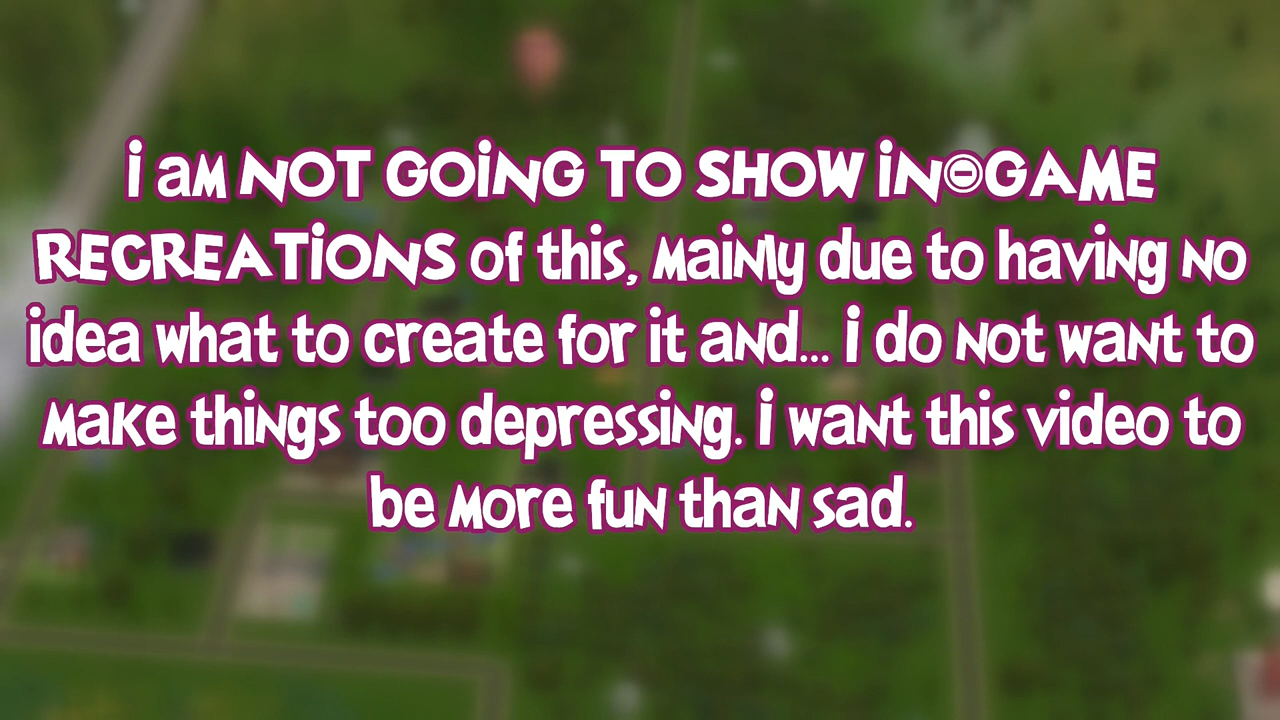 i am NOT GOING TO SHOW IN-GAME
RECREATIONS of this, mainly due to having no
idea what to create for it and... i do not want to
make things too depressing. i want this video to
be more fun than sad.